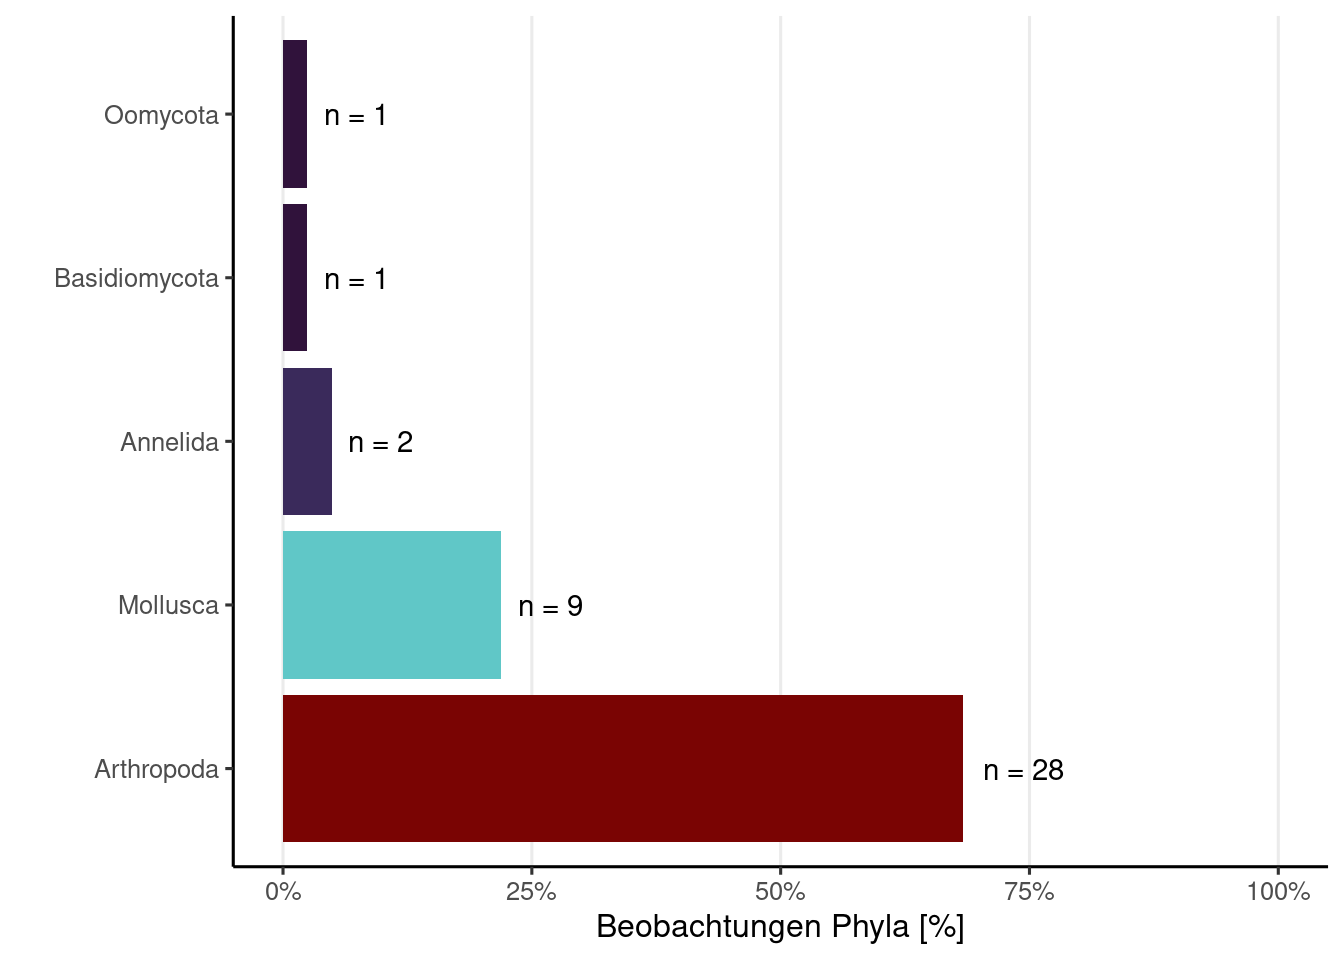 Oomycota
n = 1
Basidiomycota
n = 1
Annelida
n = 2
Mollusca
n = 9
Arthropoda
n = 28
0% 25% 50% 75% 100%
Beobachtungen Phyla [%]